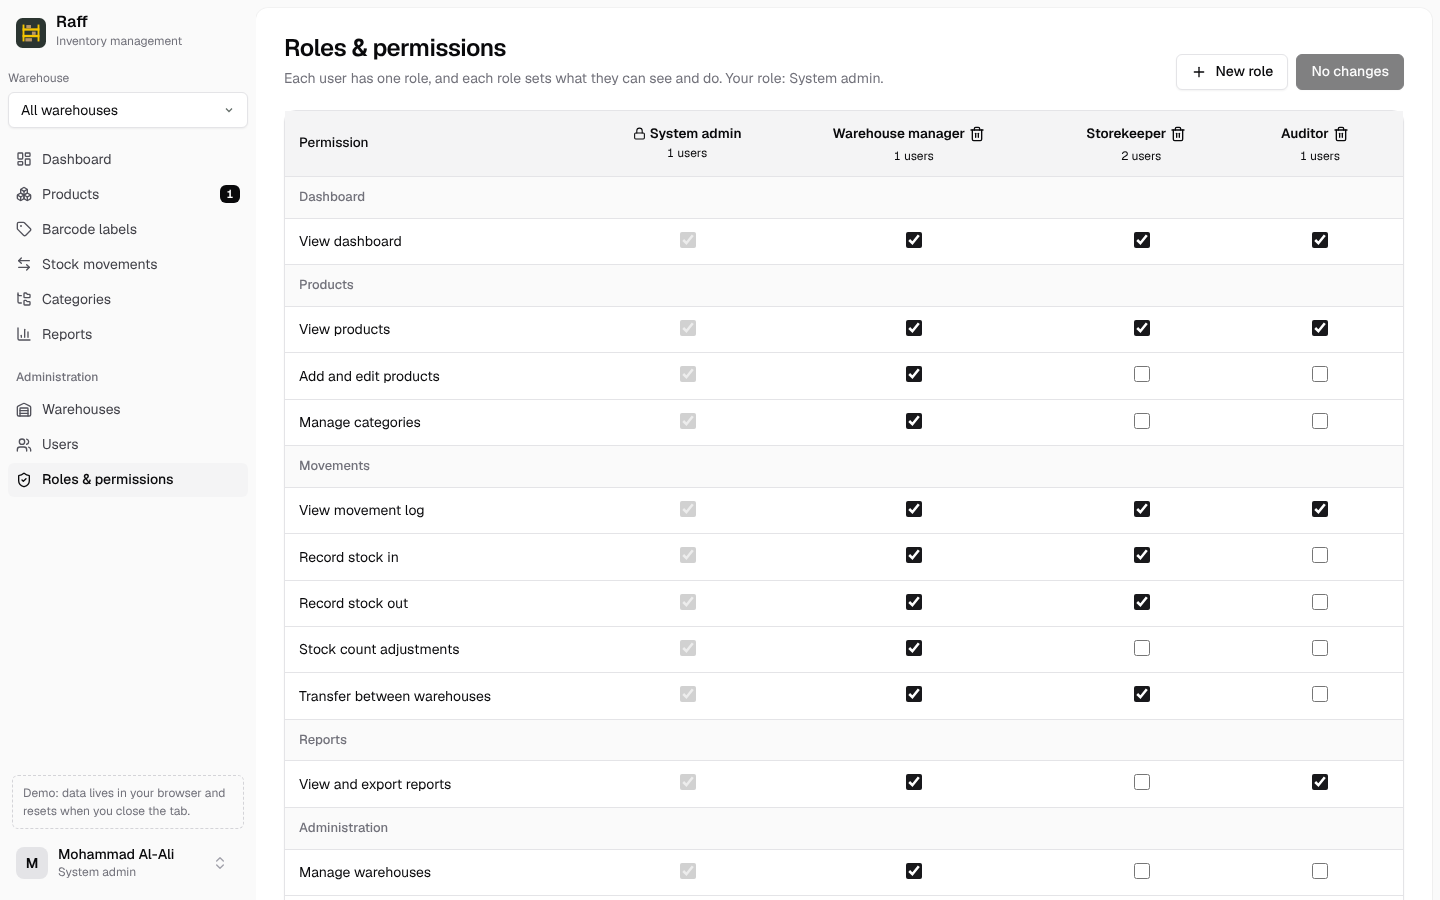 Raff
Inventory management
Warehouse
All warehouses
Dashboard
Products 1
Barcode labels
Stock movements
Categories
Reports
Administration
Warehouses
Users
Roles & permissions
Demo: data lives in your browser and
resets when you close the tab.
M
Mohammad Al-Ali
System admin
Roles & permissions
Each user has one role, and each role sets what they can see and do. Your role: System admin.
New role
No changes
Permission System admin Warehouse manager Storekeeper Auditor
1 users 1 users 2 users 1 users
Dashboard
View dashboard
Products
View products
Add and edit products
Manage categories
Movements
View movement log
Record stock in
Record stock out
Stock count adjustments
Transfer between warehouses
Reports
View and export reports
Administration
Manage warehouses